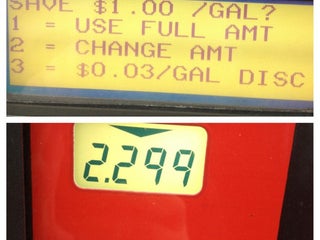 SAVE $1.00 /GAL?
1 = USE FULL AMT
2 = CHANGE AMT
3 = $0.03/GAL DISC
2.299